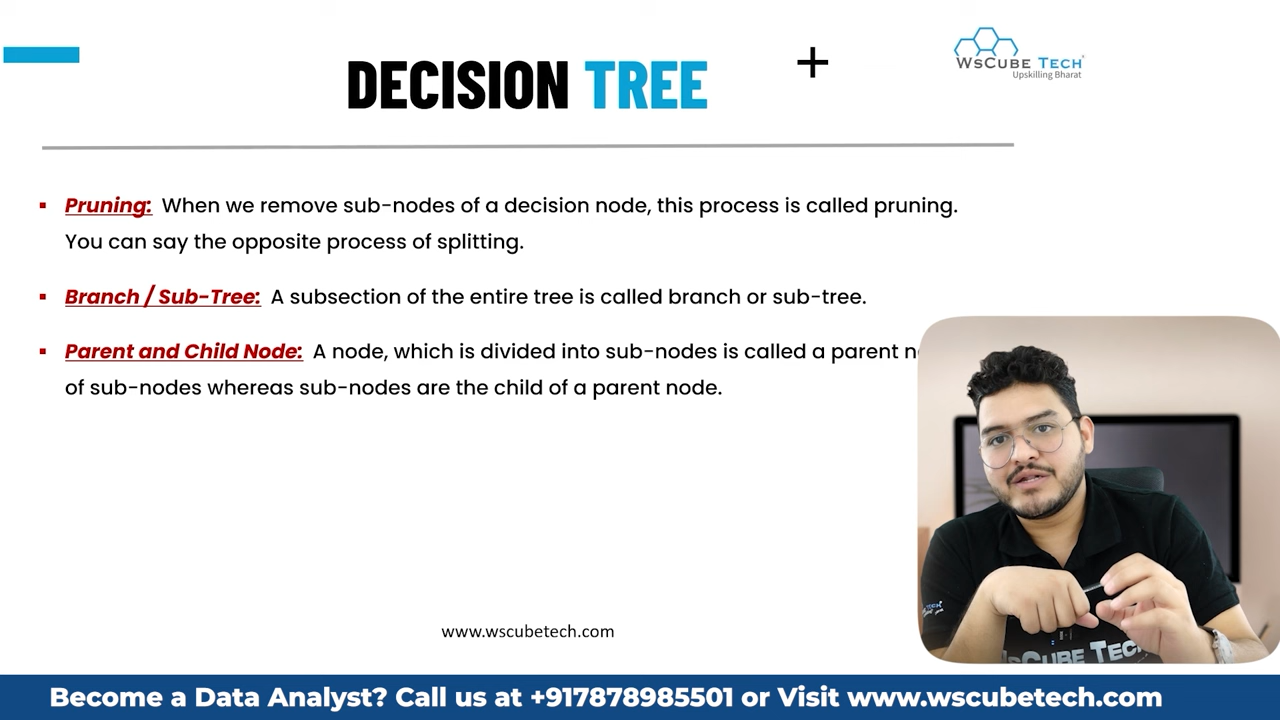 DECISION TREE
+
WsCube Tech
Upskilling Bharat
Pruning: When we remove sub-nodes of a decision node, this process is called pruning.
You can say the opposite process of splitting.
Branch / Sub-Tree: A subsection of the entire tree is called branch or sub-tree.
Parent and Child Node: A node, which is divided into sub-nodes is called a parent
of sub-nodes whereas sub-nodes are the child of a parent node.
WsCube Tech
www.wscubetech.com
Become a Data Analyst? Call us at +917878985501 or Visit www.wscubetech.com